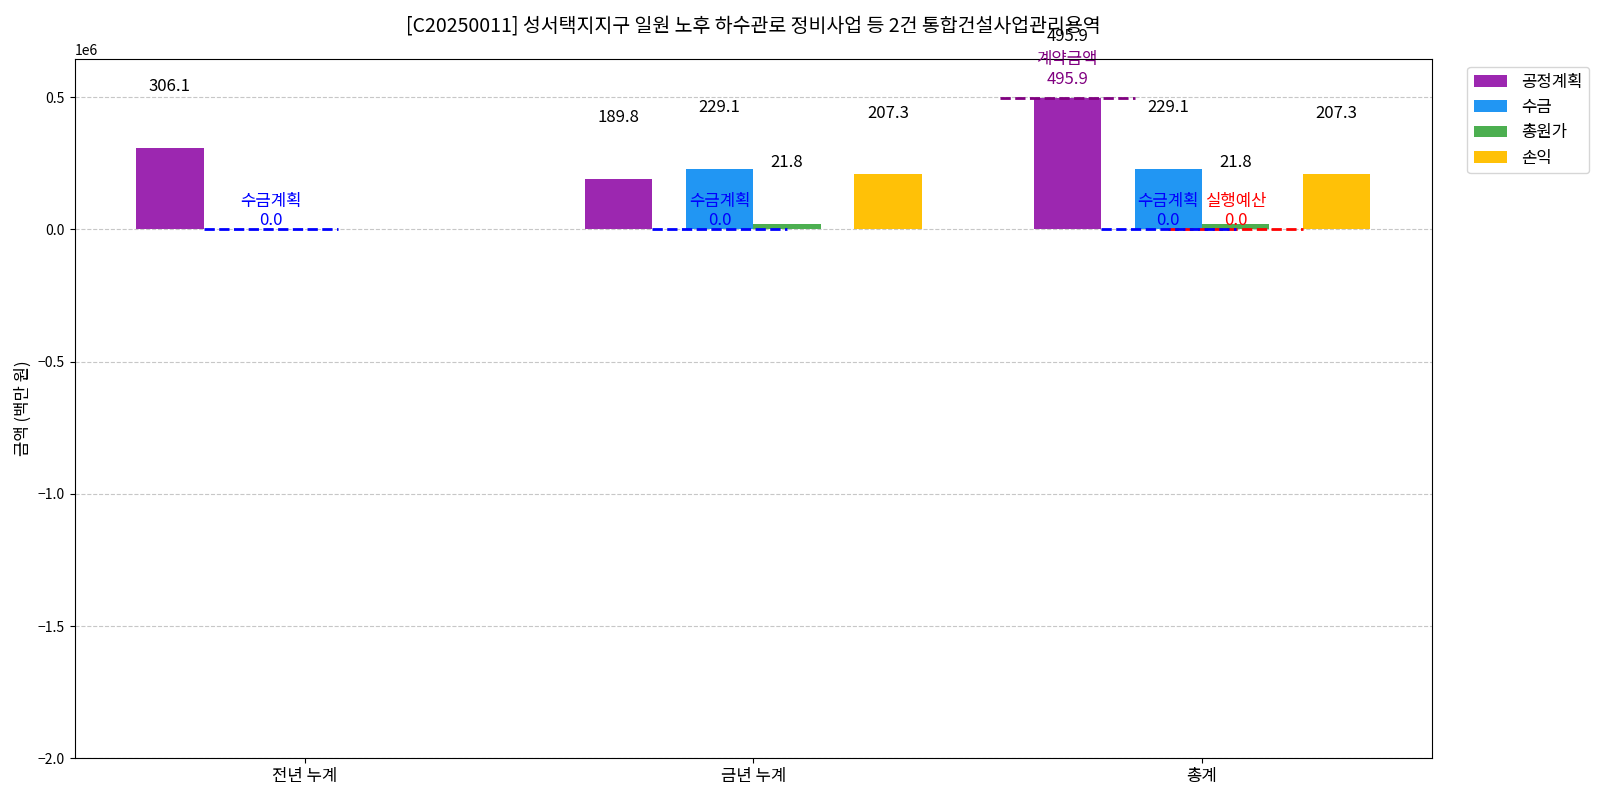 [C20250011] 성서택지지구 일원 노후 하수관로 정비사업 등 2건 통합건설사업관리용역
1e6
495.9
계약금액
495.9
306.1
189.8
229.1
21.8
207.3
229.1
21.8
207.3
수금계획
0.0
수금계획
0.0
수금계획
0.0
실행예산
0.0
공정계획
수금
총원가
손익
0.5
0.0
−0.5
−1.0
−1.5
−2.0
금액 (백만 원)
전년 누계
금년 누계
총계